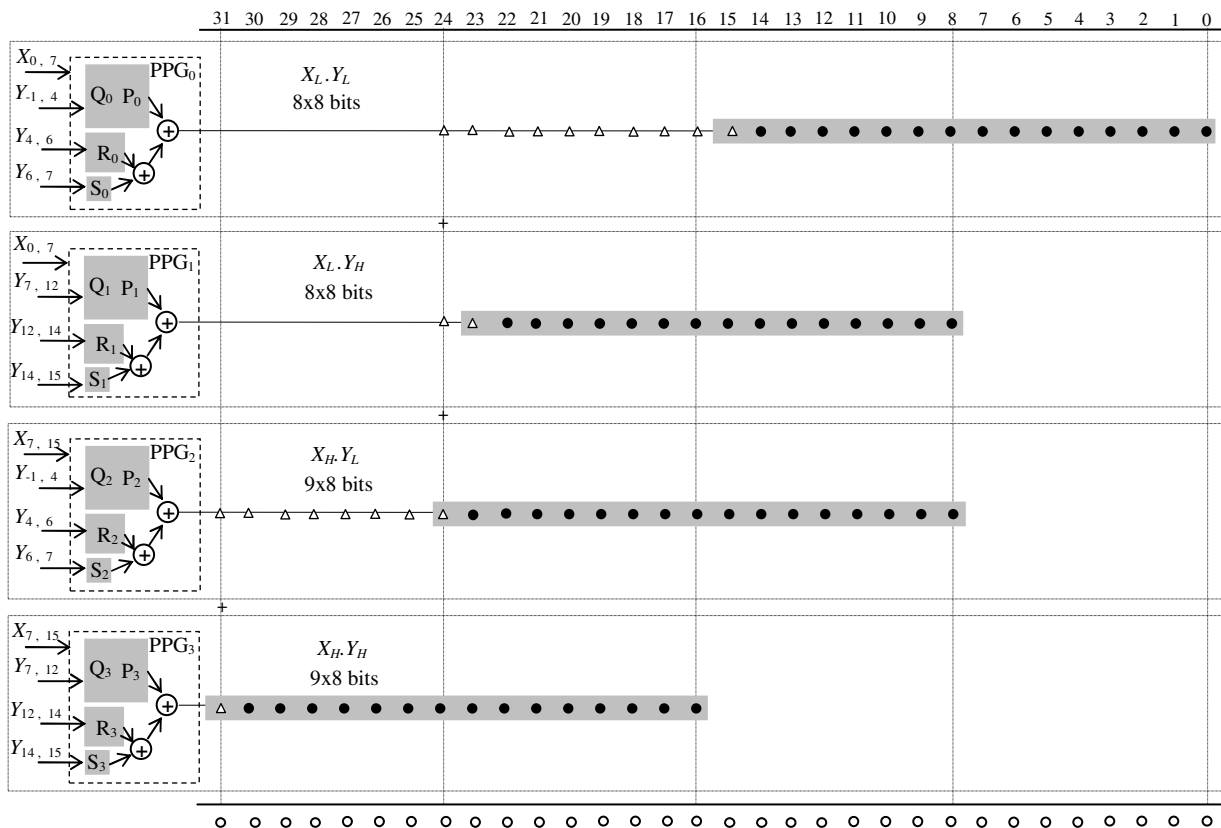 31 30 29 28 27 26 25 24 23 22 21 20 19 18 17 16 15 14 13 12 11 10 9 8 7 6 5 4 3 2 1 0
X0, 7
PPG0
Q0 P0
Y-1, 4
XL.YL
8x8 bits
+
Y4, 6
R0
+
Y6, 7
S0
+
X0, 7
PPG1
Q1 P1
Y7, 12
XL.YH
8x8 bits
+
Y12, 14
R1
+
Y14, 15
S1
+
X7, 15
PPG2
Q2 P2
Y-1, 4
XH.YL
9x8 bits
+
Y4, 6
R2
+
Y6, 7
S2
+
X7, 15
PPG3
Q3 P3
Y7, 12
XH.YH
9x8 bits
+
Y12, 14
R3
+
Y14, 15
S3